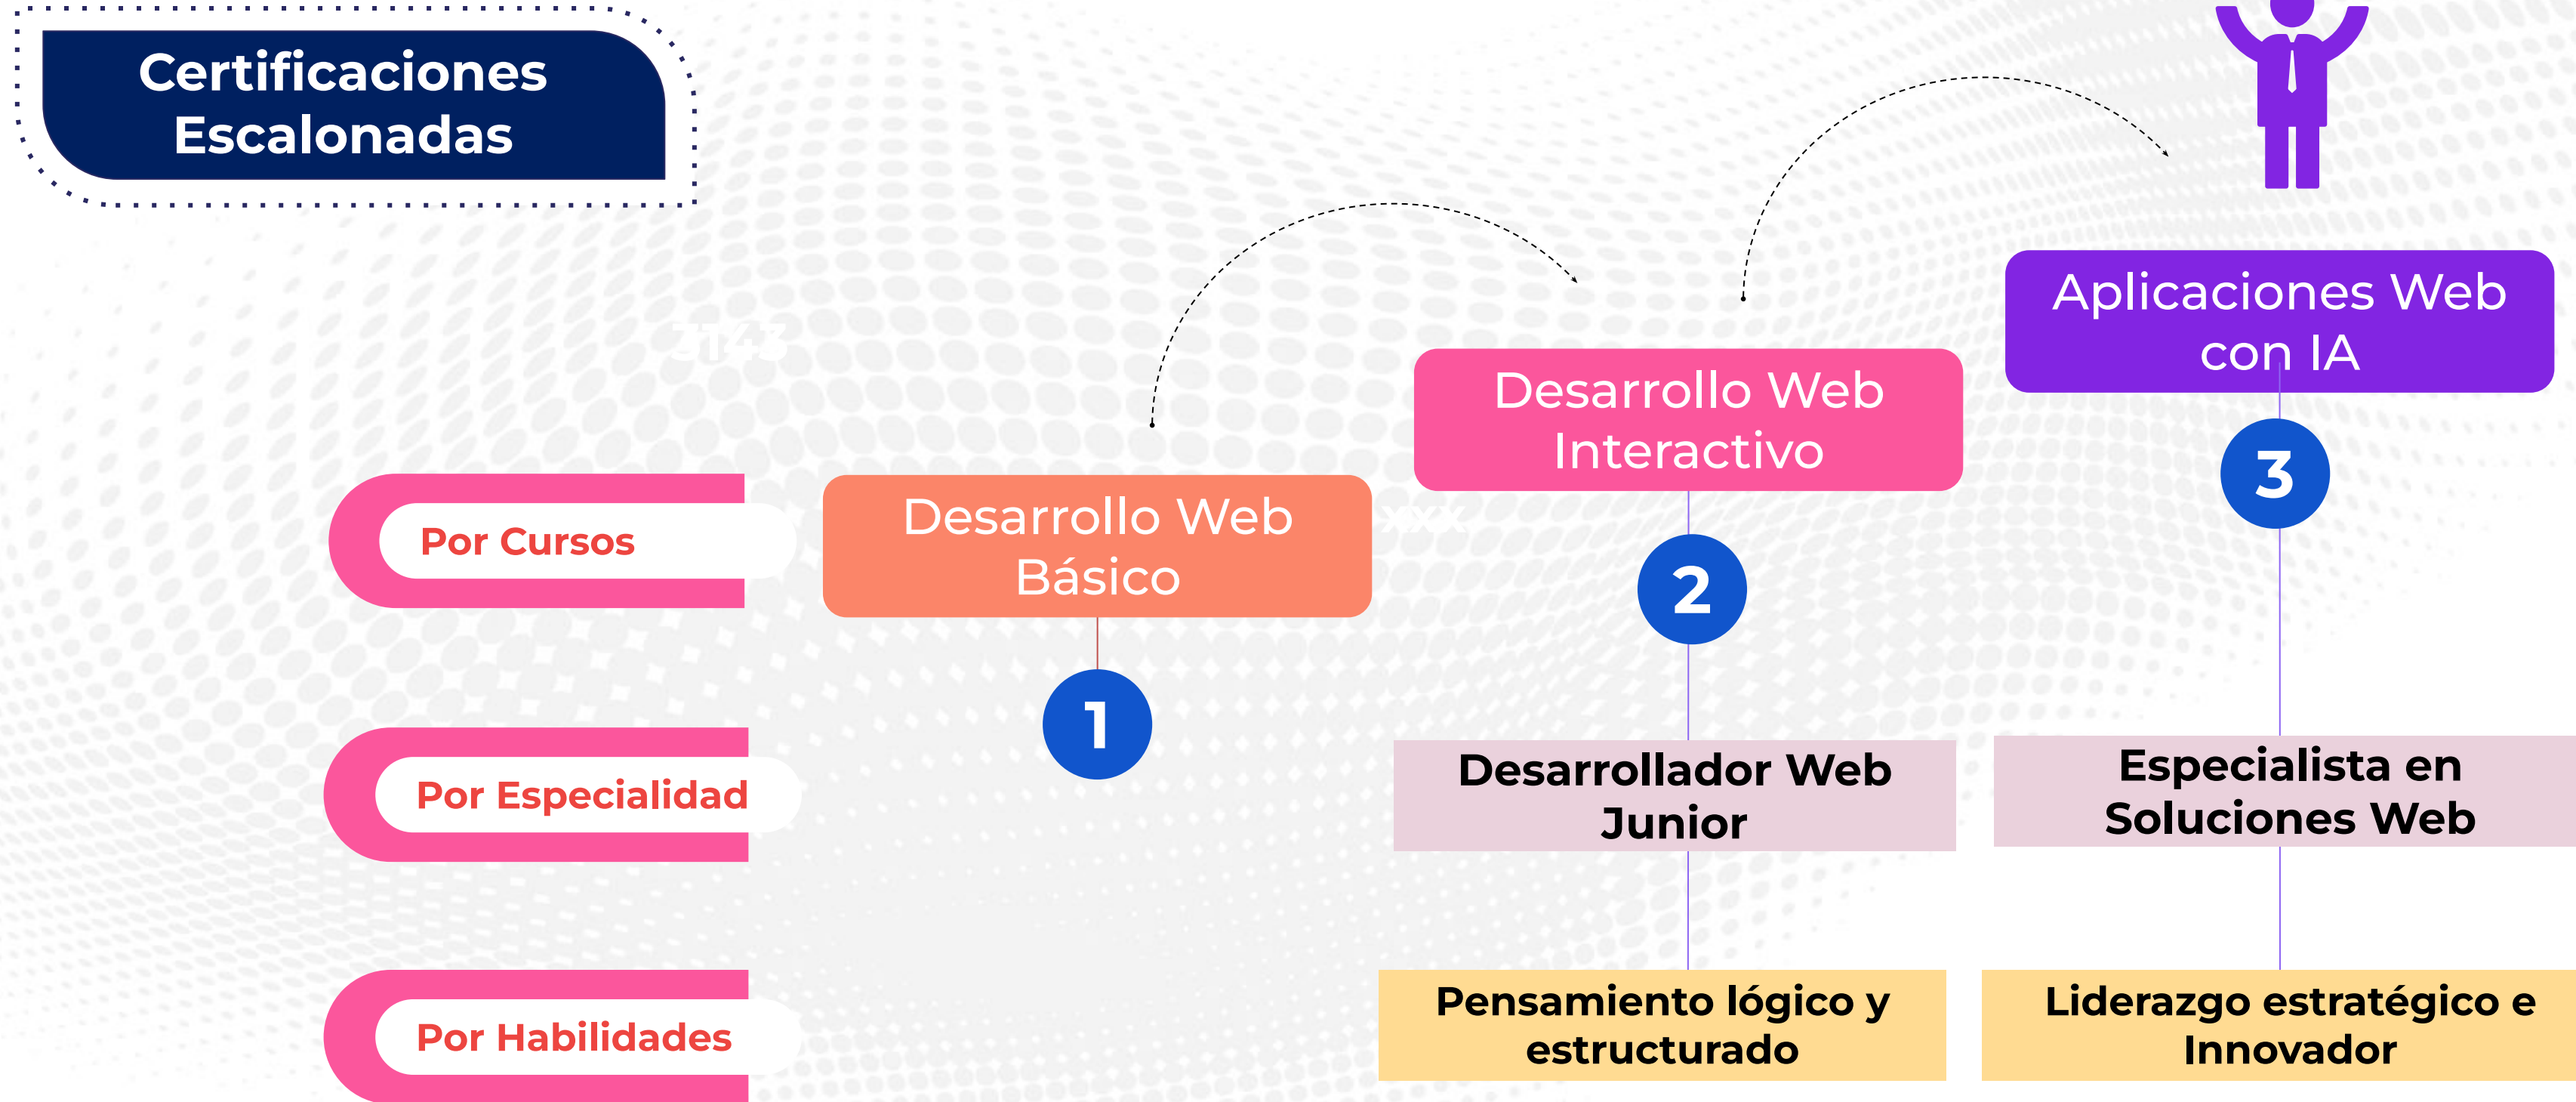 Certificaciones
Escalonadas
3143
Aplicaciones Web
con IA
3
Desarrollo Web
Interactivo
2
Por Cursos
Desarrollo Web
Básico
1
Por Especialidad
Desarrollador Web
Junior
Especialista en
Soluciones Web
Por Habilidades
Pensamiento lógico y
estructurado
Liderazgo estratégico e
Innovador